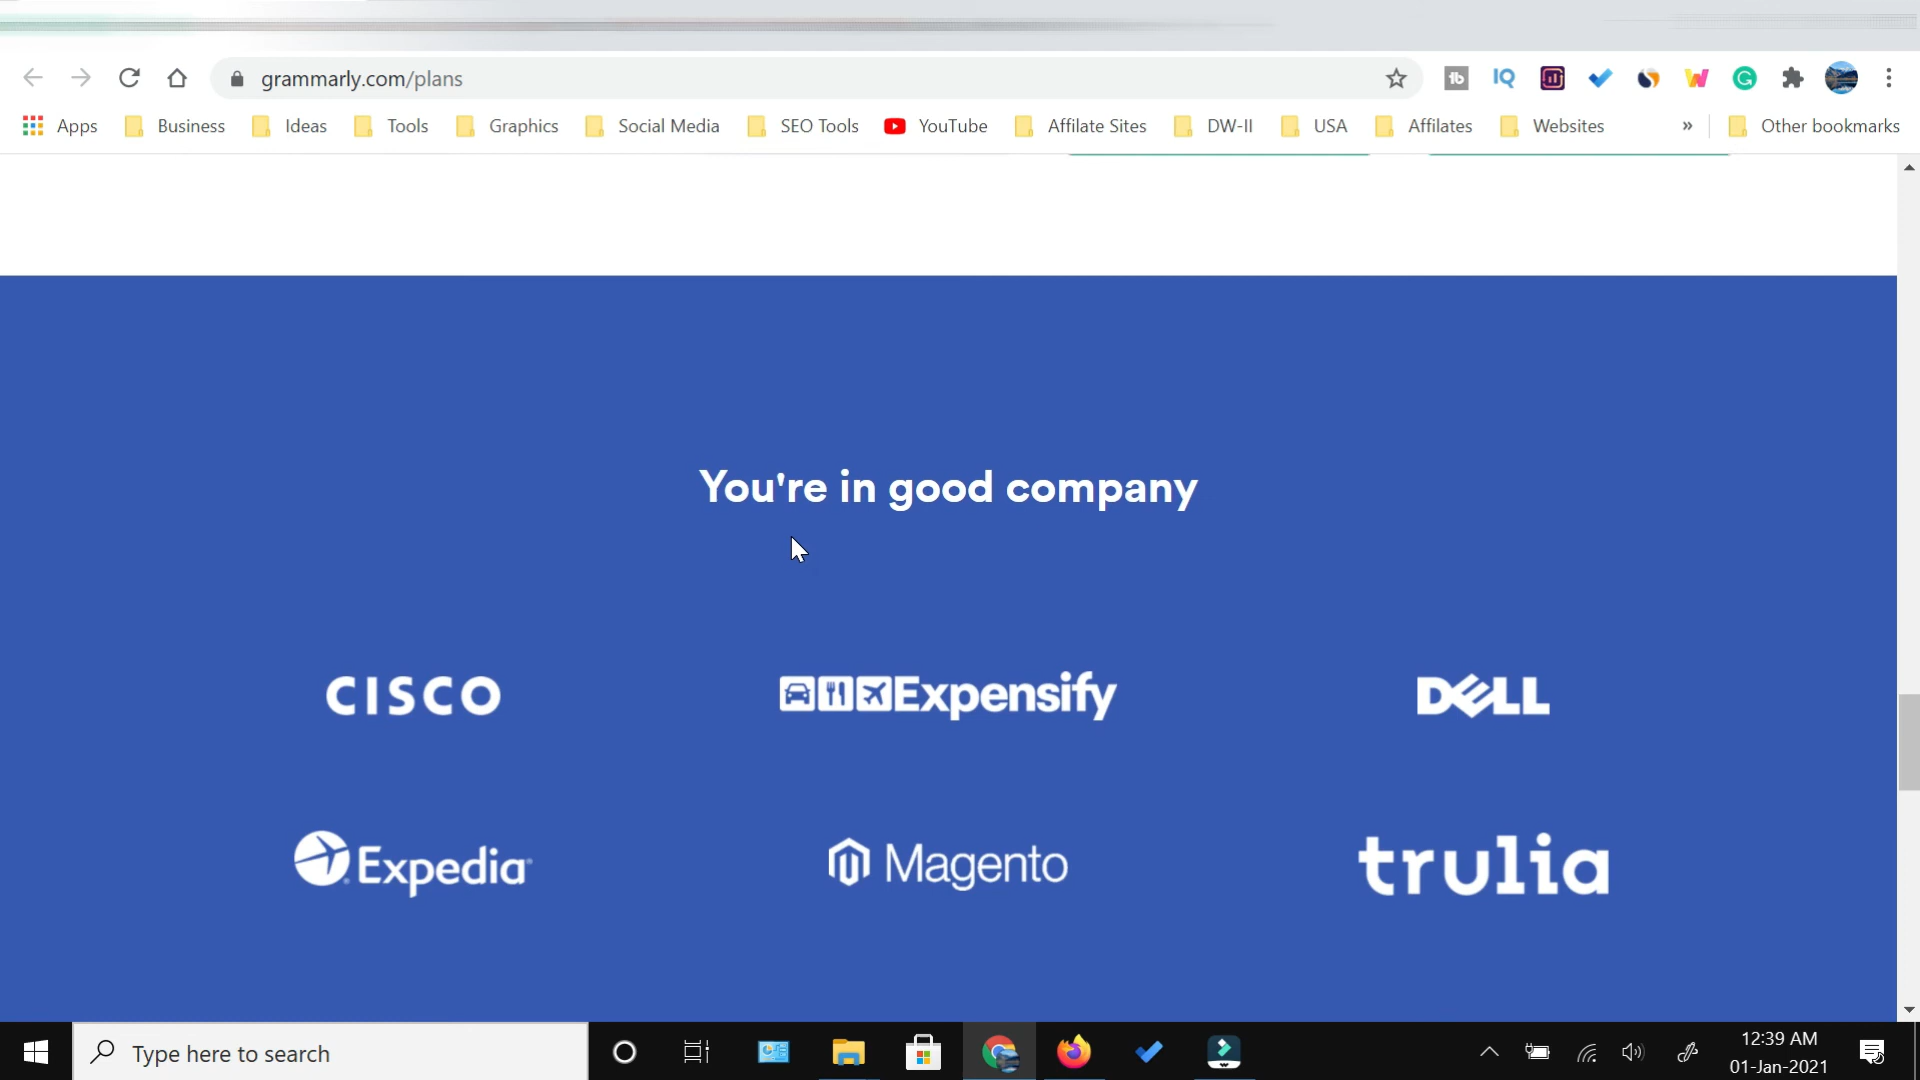 grammarly.com/plans
Apps Business Ideas Tools Graphics Social Media SEO Tools YouTube Affilate Sites DW-II USA Affilates Websites » Other bookmarks
You're in good company
CISCO Expensify DELL
Expedia Magento trulia
Type here to search
12:39 AM
01-Jan-2021